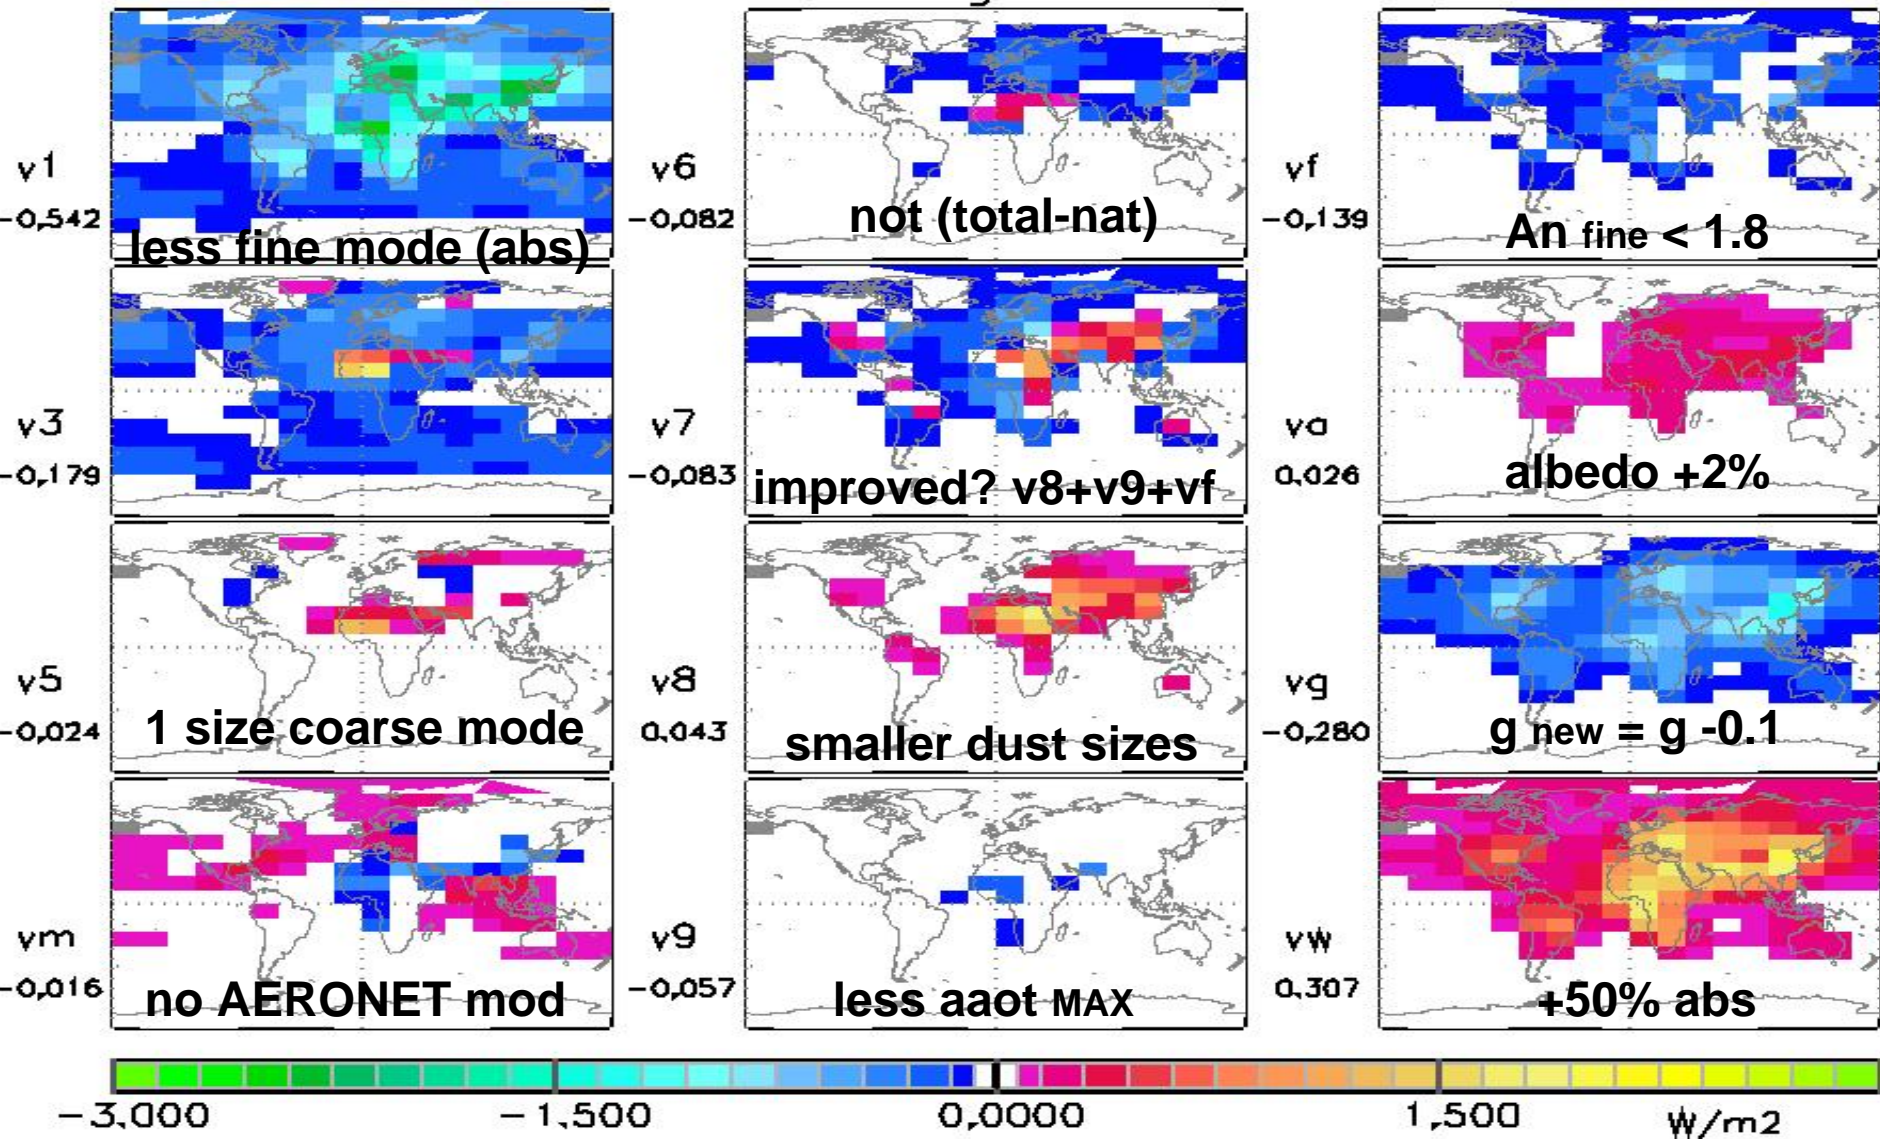 v1
-0,542
less fine mode (abs)
v6
-0,082
not (total-nat)
vf
-0,139
An fine < 1.8
v3
-0,179
v7
-0,083
improved? v8+v9+vf
va
0,026
albedo +2%
v5
-0,024
1 size coarse mode
v8
0,043
smaller dust sizes
vg
-0,280
g new = g -0.1
vm
-0,016
no AERONET mod
v9
-0,057
less aaot MAX
vw
0,307
+50% abs
-3,000 -1,500 0,0000 1,500 W/m2